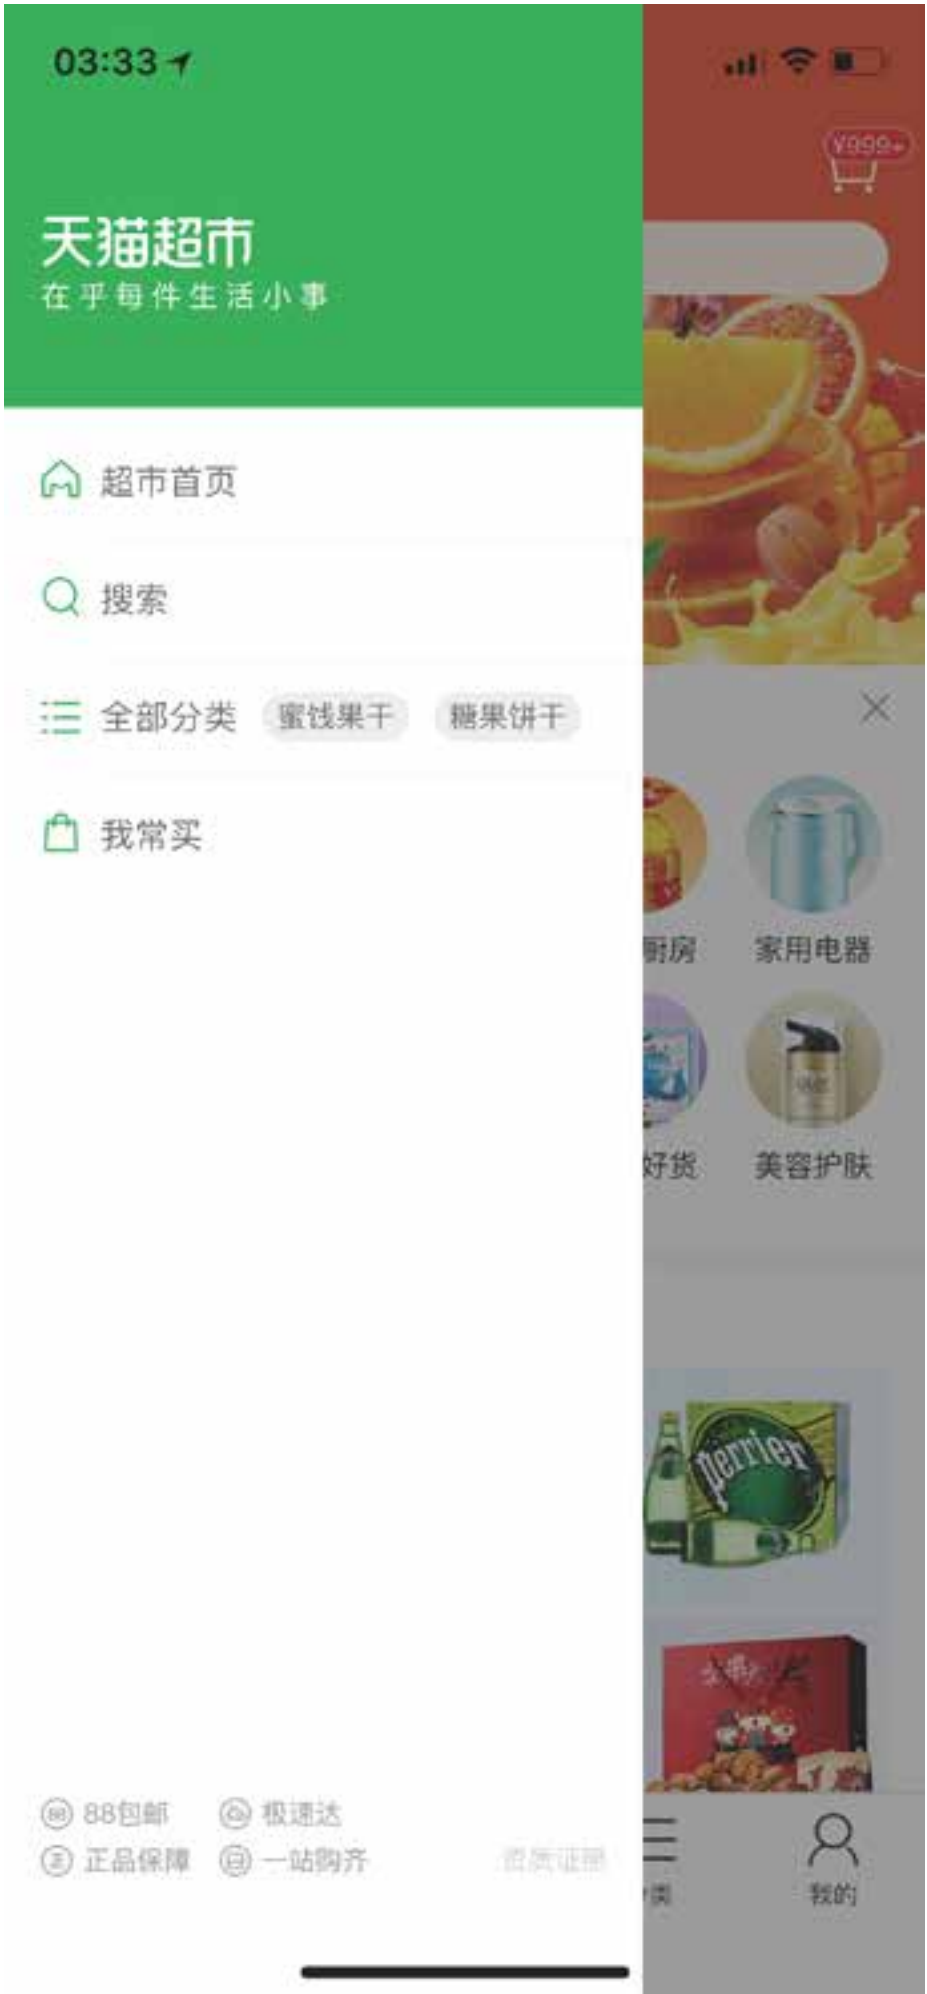 03:33
¥999+
天猫超市
在乎每件生活小事
超市首页
搜索
全部分类 蜜饯果干 糖果饼干
我常买
厨房 家用电器
好货 美容护肤
perrier
88包邮 极速达
正品保障 一站购齐 资质证照
类 我的